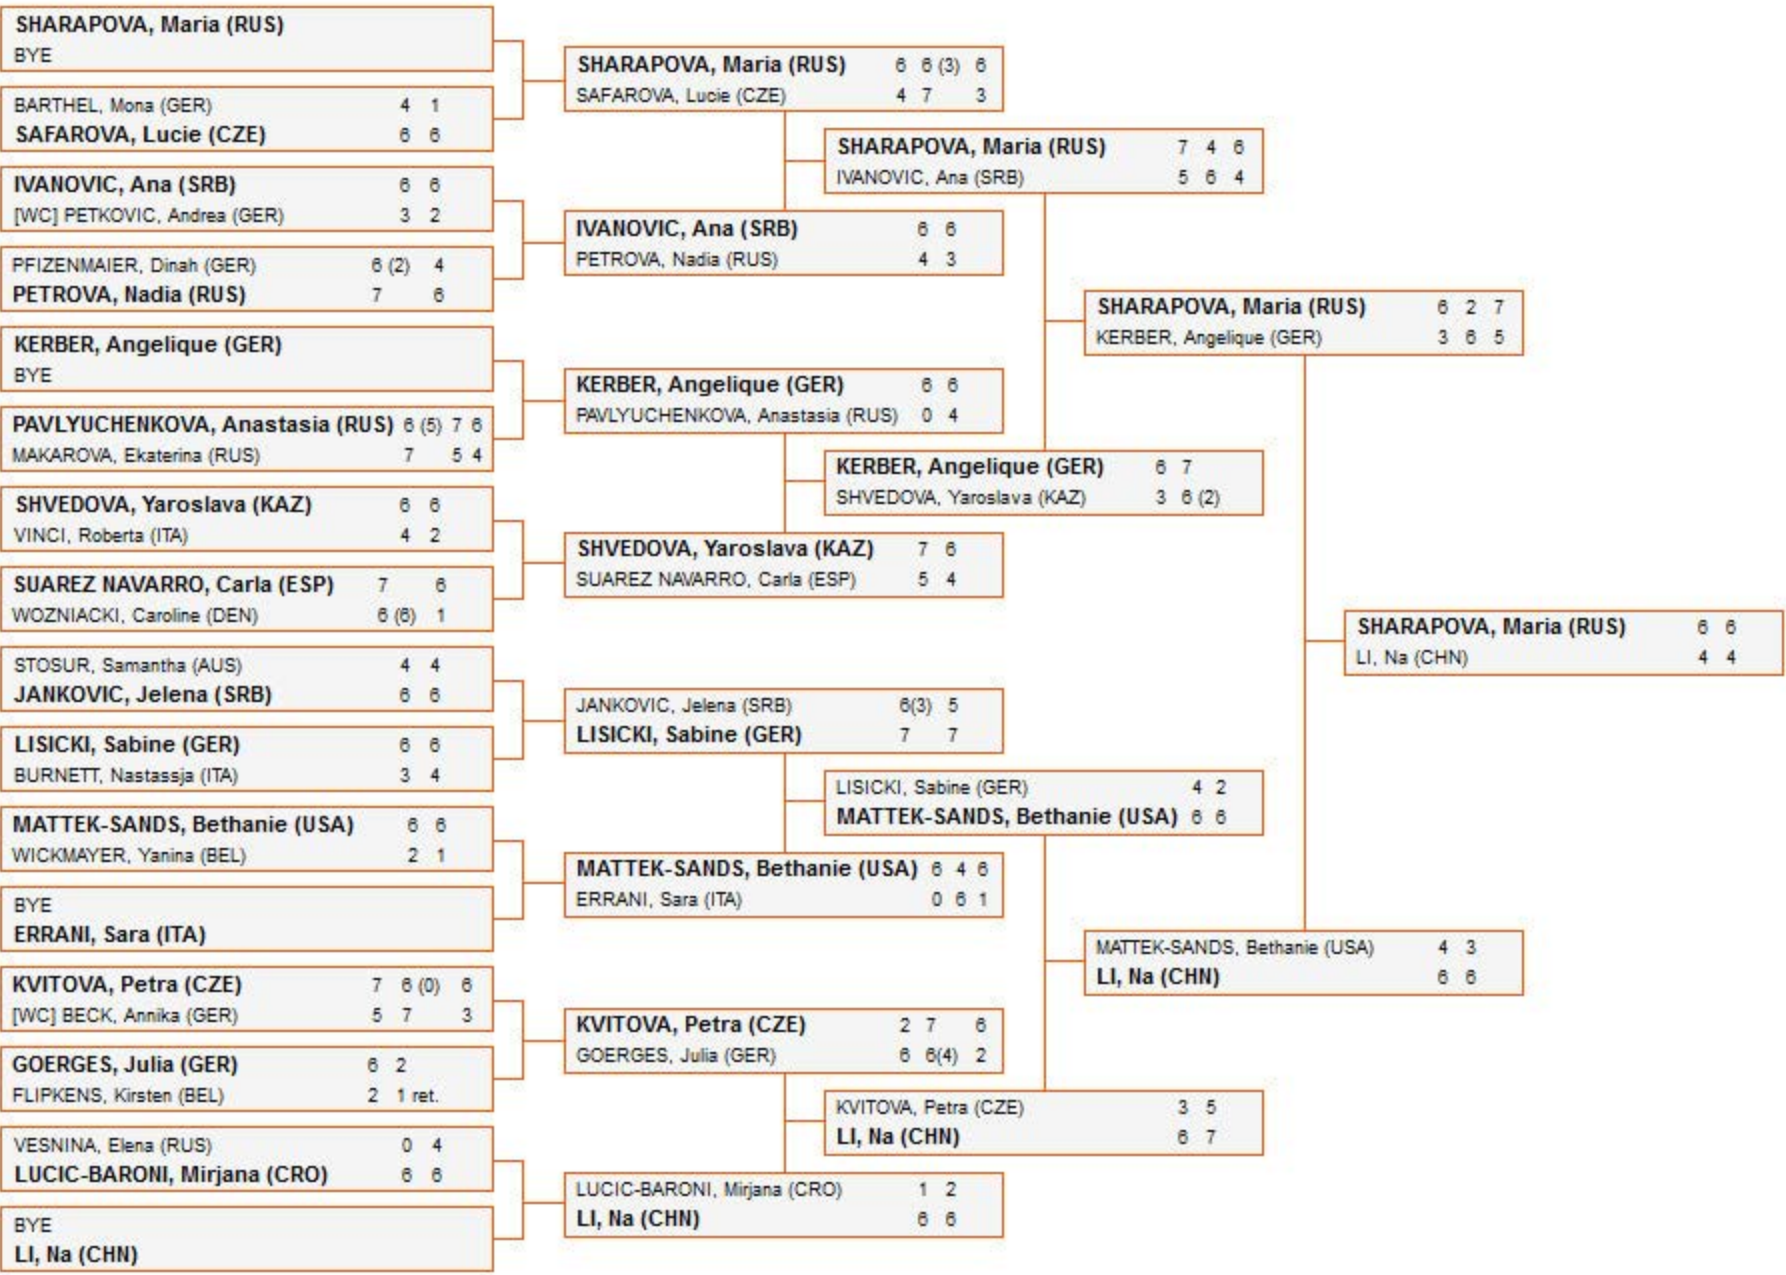 SHARAPOVA, Maria (RUS)
BYE
BARTHEL, Mona (GER) 4 1
SAFAROVA, Lucie (CZE) 6 6
IVANOVIC, Ana (SRB) 6 6
[WC] PETKOVIC, Andrea (GER) 3 2
PFIZENMAIER, Dinah (GER) 6 (2) 4
PETROVA, Nadia (RUS) 7 6
KERBER, Angelique (GER)
BYE
PAVLYUCHENKOVA, Anastasia (RUS) 6 (5) 7 6
MAKAROVA, Ekaterina (RUS) 7 5 4
SHVEDOVA, Yaroslava (KAZ) 6 6
VINCI, Roberta (ITA) 4 2
SUAREZ NAVARRO, Carla (ESP) 7 6
WOZNIACKI, Caroline (DEN) 6 (6) 1
STOSUR, Samantha (AUS) 4 4
JANKOVIC, Jelena (SRB) 6 6
LISICKI, Sabine (GER) 6 6
BURNETT, Nastassja (ITA) 3 4
MATTEK-SANDS, Bethanie (USA) 6 6
WICKMAYER, Yanina (BEL) 2 1
BYE
ERRANI, Sara (ITA)
KVITOVA, Petra (CZE) 7 6 (0) 6
[WC] BECK, Annika (GER) 5 7 3
GOERGES, Julia (GER) 6 2
FLIPKENS, Kirsten (BEL) 2 1 ret.
VESNINA, Elena (RUS) 0 4
LUCIC-BARONI, Mirjana (CRO) 6 6
BYE
LI, Na (CHN)
SHARAPOVA, Maria (RUS) 6 6 (3) 6
SAFAROVA, Lucie (CZE) 4 7 3
IVANOVIC, Ana (SRB) 6 6
PETROVA, Nadia (RUS) 4 3
KERBER, Angelique (GER) 6 6
PAVLYUCHENKOVA, Anastasia (RUS) 0 4
SHVEDOVA, Yaroslava (KAZ) 7 6
SUAREZ NAVARRO, Carla (ESP) 5 4
JANKOVIC, Jelena (SRB) 6(3) 5
LISICKI, Sabine (GER) 7 7
MATTEK-SANDS, Bethanie (USA) 6 4 6
ERRANI, Sara (ITA) 0 6 1
KVITOVA, Petra (CZE) 2 7 6
GOERGES, Julia (GER) 6 6(4) 2
LUCIC-BARONI, Mirjana (CRO) 1 2
LI, Na (CHN) 6 6
SHARAPOVA, Maria (RUS) 7 4 6
IVANOVIC, Ana (SRB) 5 6 4
KERBER, Angelique (GER) 6 7
SHVEDOVA, Yaroslava (KAZ) 3 6 (2)
LISICKI, Sabine (GER) 4 2
MATTEK-SANDS, Bethanie (USA) 6 6
KVITOVA, Petra (CZE) 3 5
LI, Na (CHN) 6 7
SHARAPOVA, Maria (RUS) 6 2 7
KERBER, Angelique (GER) 3 6 5
MATTEK-SANDS, Bethanie (USA) 4 3
LI, Na (CHN) 6 6
SHARAPOVA, Maria (RUS) 6 6
LI, Na (CHN) 4 4